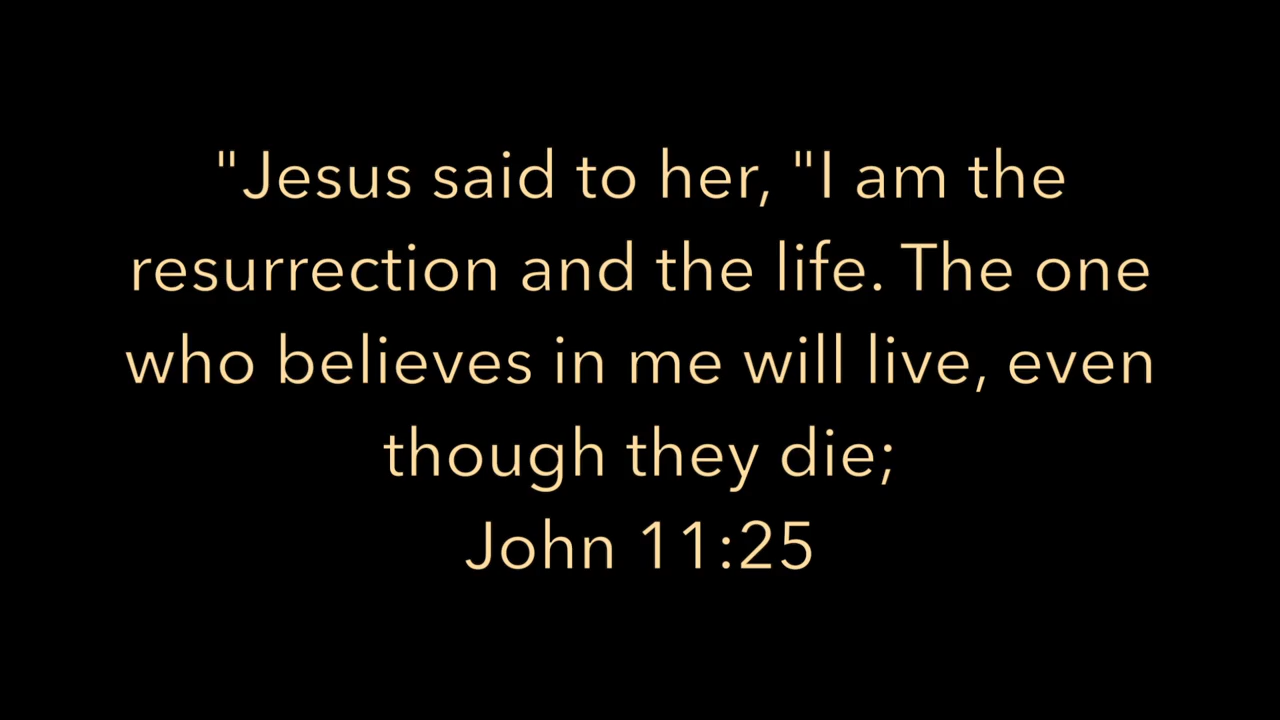 "Jesus said to her, "I am the
resurrection and the life. The one
who believes in me will live, even
though they die;
John 11:25